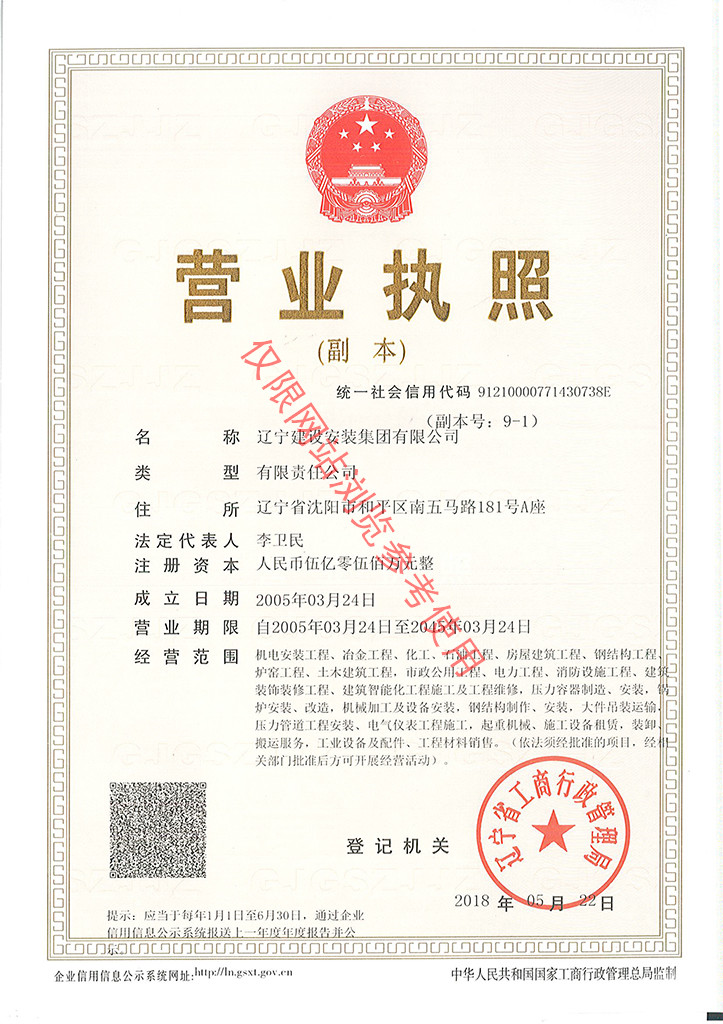 营业执照
(副 本)
统一社会信用代码 91210000771430738E
(副本号: 9-1)
名 称 辽宁建设安装集团有限公司
类 型 有限责任公司
住 所 辽宁省沈阳市和平区南五马路181号A座
法定代表人 李卫民
注册资本 人民币伍亿零伍佰万元整
成立日期 2005年03月24日
营业期限 自2005年03月24日至2045年03月24日
经营范围 机电安装工程、冶金工程、化工、石油工程、房屋建筑工程、钢结构工程、
炉窑工程、土木建筑工程，市政公用工程、电力工程、消防设施工程、建筑
装饰装修工程、建筑智能化工程施工及工程维修，压力容器制造、安装，锅
炉安装、改造，机械加工及设备安装，钢结构制作、安装，大件吊装运输，
压力管道工程安装、电气仪表工程施工，起重机械、施工设备租赁，装卸、
搬运服务，工业设备及配件、工程材料销售。（依法须经批准的项目，经相
关部门批准后方可开展经营活动）。
仅限网站浏览参考使用
辽宁省工商行政管理局
登记机关
2018 年 05 月 22 日
提示：应当于每年1月1日至6月30日，通过企业
信用信息公示系统报送上一年度年度报告并公
示。
企业信用信息公示系统网址:http://ln.gsxt.gov.cn
中华人民共和国国家工商行政管理总局监制